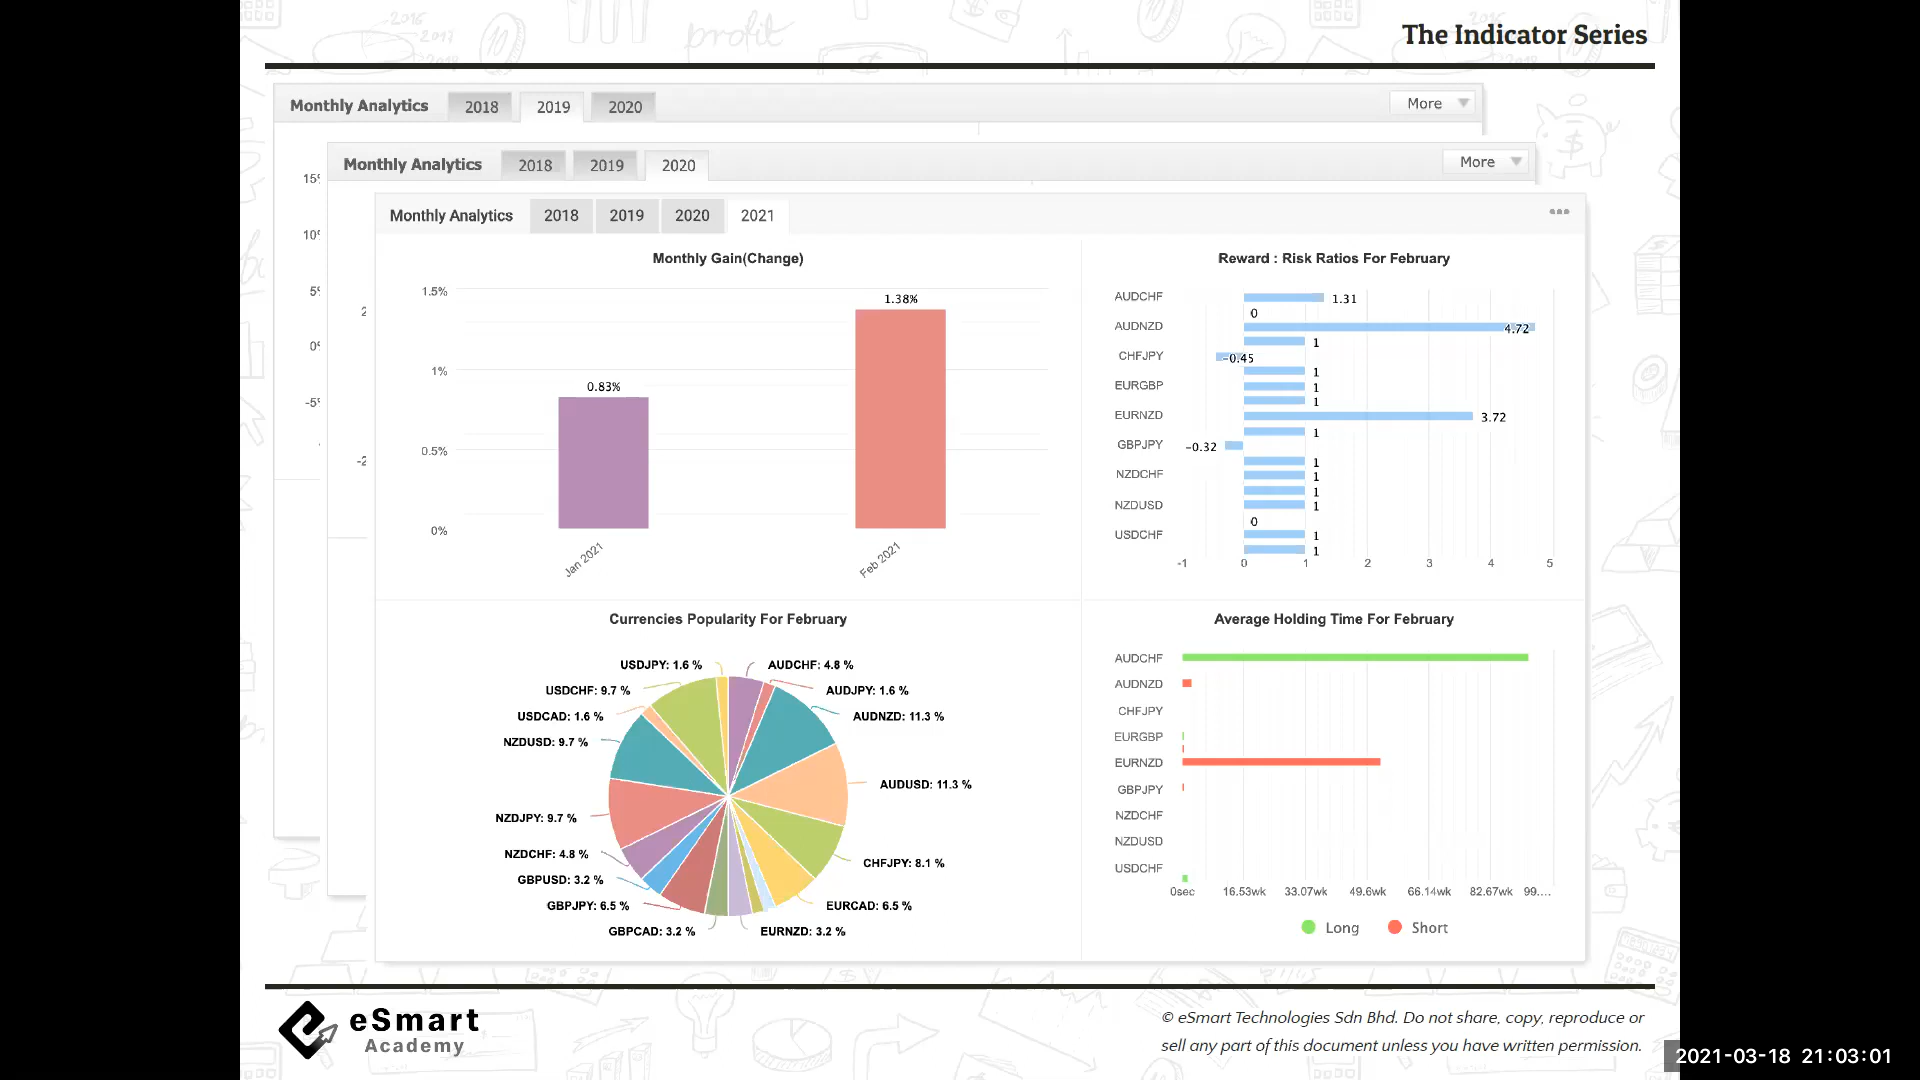 The Indicator Series
Monthly Analytics 2018 2019 2020 More
Monthly Analytics 2018 2019 2020 More
Monthly Analytics 2018 2019 2020 2021
Monthly Gain(Change)
1.5%
1%
0.5%
0%
0.83%
1.38%
Jan 2021
Feb 2021
Reward : Risk Ratios For February
AUDCHF 1.31
0
AUDNZD 4.72
1
CHFJPY -0.45
1
EURGBP 1
1
EURNZD 3.72
1
GBPJPY -0.32
1
NZDCHF 1
1
NZDUSD 1
0
USDCHF 1
1
-1 0 1 2 3 4 5
Currencies Popularity For February
USDJPY: 1.6 %
AUDCHF: 4.8 %
USDCHF: 9.7 %
AUDJPY: 1.6 %
USDCAD: 1.6 %
AUDNZD: 11.3 %
NZDUSD: 9.7 %
AUDUSD: 11.3 %
NZDJPY: 9.7 %
NZDCHF: 4.8 %
CHFJPY: 8.1 %
GBPUSD: 3.2 %
GBPJPY: 6.5 %
EURCAD: 6.5 %
GBPCAD: 3.2 %
EURNZD: 3.2 %
Average Holding Time For February
AUDCHF
AUDNZD
CHFJPY
EURGBP
EURNZD
GBPJPY
NZDCHF
NZDUSD
USDCHF
0sec 16.53wk 33.07wk 49.6wk 66.14wk 82.67wk 99....
Long Short
eSmart
Academy
© eSmart Technologies Sdn Bhd. Do not share, copy, reproduce or
sell any part of this document unless you have written permission.
2021-03-18 21:03:01